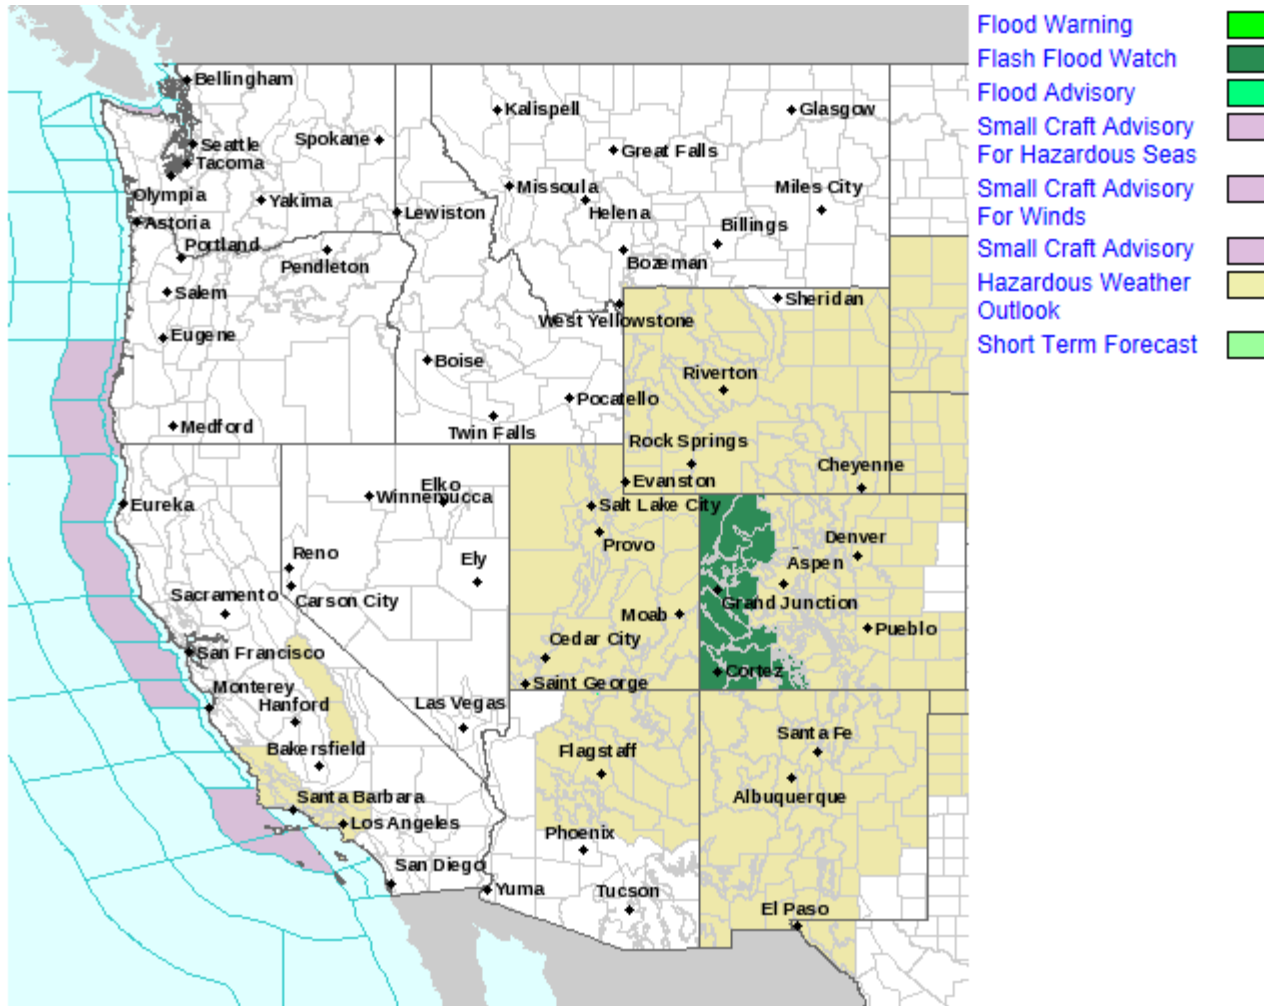 Flood Warning
Flash Flood Watch
Flood Advisory
Small Craft Advisory
For Hazardous Seas
Small Craft Advisory
For Winds
Small Craft Advisory
Hazardous Weather
Outlook
Short Term Forecast
Bellingham
Kalispell
Glasgow
Seattle
Spokane
Great Falls
Tacoma
Olympia
Missoula
Miles City
Yakima
Lewiston
Helena
Astoria
Billings
Portland
Pendleton
Bozeman
Salem
Sheridan
West Yellowstone
Eugene
Boise
Riverton
Pocatello
Medford
Twin Falls
Rock Springs
Cheyenne
Elko
Evanston
Winnemucca
Eureka
Salt Lake City
Provo
Denver
Reno
Ely
Aspen
Sacramento
Carson City
Grand Junction
Moab
Pueblo
Cedar City
San Francisco
Cortez
Saint George
Monterey
Hanford
Las Vegas
Santa Fe
Bakersfield
Flagstaff
Santa Barbara
Albuquerque
Los Angeles
Phoenix
San Diego
Yuma
Tucson
El Paso